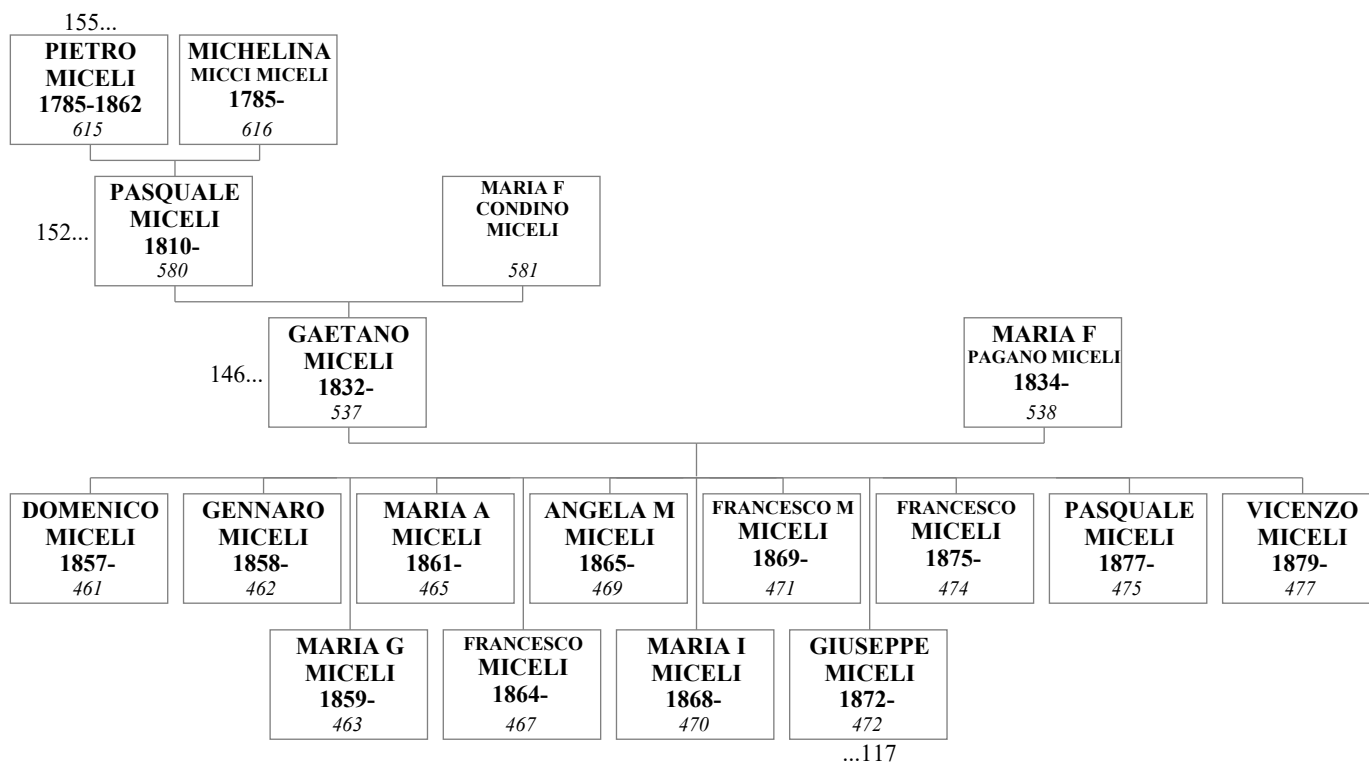 155...
PIETRO
MICELI
1785-1862
615
MICHELINA
MICCI MICELI
1785-
616
152...
PASQUALE
MICELI
1810-
580
MARIA F
CONDINO
MICELI
581
146...
GAETANO
MICELI
1832-
537
MARIA F
PAGANO MICELI
1834-
538
DOMENICO
MICELI
1857-
461
GENNARO
MICELI
1858-
462
MARIA A
MICELI
1861-
465
ANGELA M
MICELI
1865-
469
FRANCESCO M
MICELI
1869-
471
FRANCESCO
MICELI
1875-
474
PASQUALE
MICELI
1877-
475
VICENZO
MICELI
1879-
477
MARIA G
MICELI
1859-
463
FRANCESCO
MICELI
1864-
467
MARIA I
MICELI
1868-
470
GIUSEPPE
MICELI
1872-
472
...117